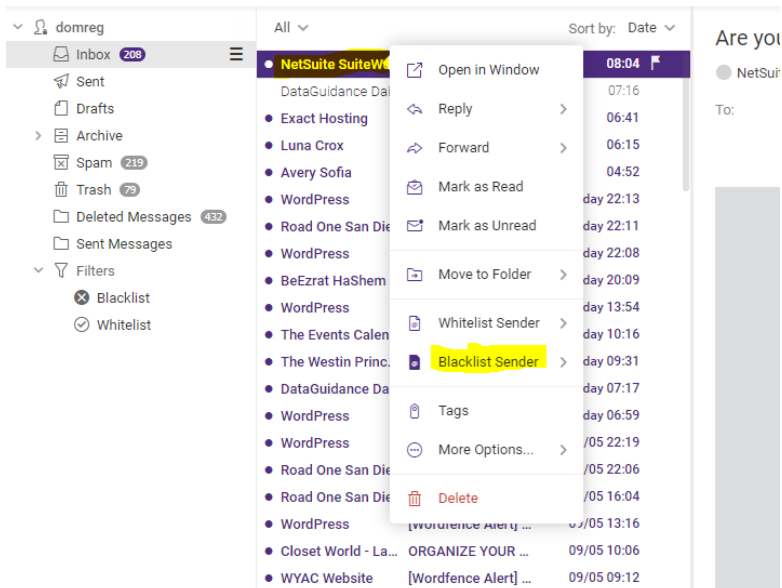 domreg
Inbox 208
Sent
Drafts
Archive
Spam 219
Trash 79
Deleted Messages 432
Sent Messages
Filters
Blacklist
Whitelist
All
Sort by: Date
NetSuite SuiteW 08:04
DataGuidance Dai 07:16
Exact Hosting 06:41
Luna Crox 06:15
Avery Sofia 04:52
WordPress day 22:13
Road One San Die day 22:11
WordPress day 22:08
BeEzrat HaShem day 20:09
WordPress day 13:54
The Events Calen day 10:16
The Westin Princ. day 09:31
DataGuidance Da day 07:17
WordPress day 06:59
WordPress /05 22:19
Road One San Die /05 22:06
Road One San Die /05 16:04
WordPress [Wordfence Alert] ... 09/05 13:16
Closet World - La... ORGANIZE YOUR ... 09/05 10:06
WYAC Website [Wordfence Alert] ... 09/05 09:12
Open in Window
Reply
Forward
Mark as Read
Mark as Unread
Move to Folder
Whitelist Sender
Blacklist Sender
Tags
More Options...
Delete
Are you
NetSuit
To: